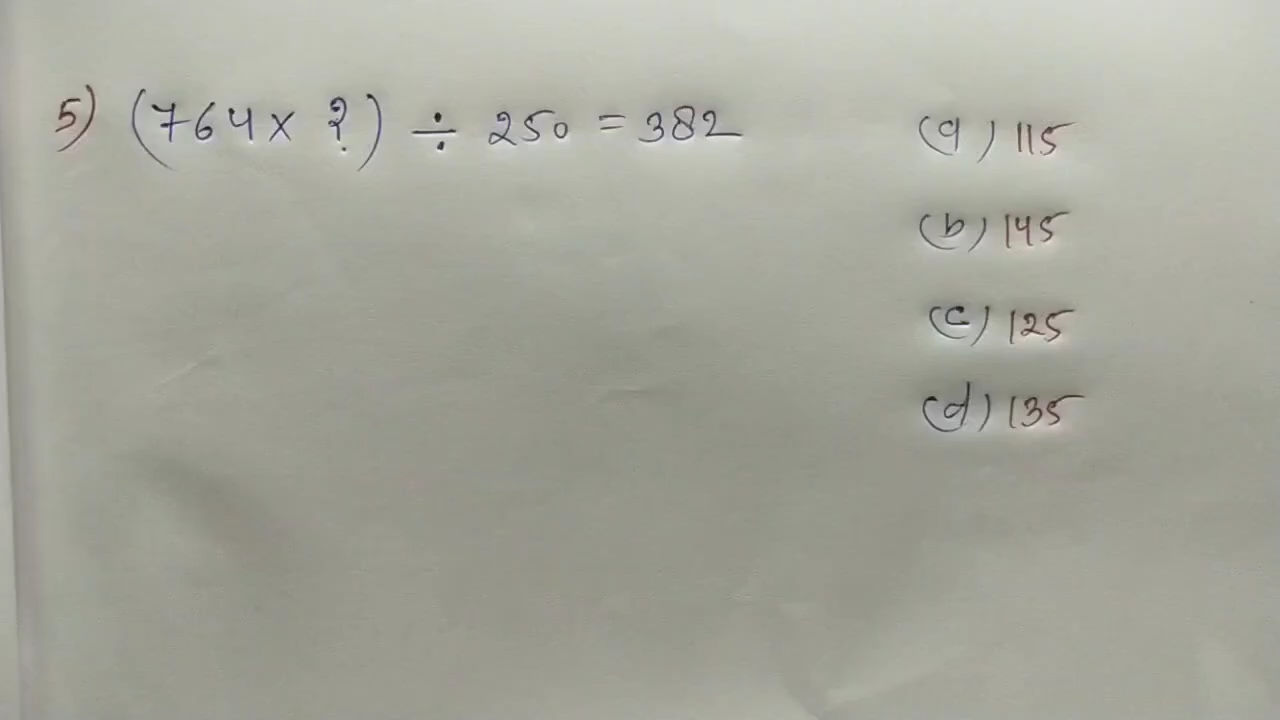 5) (764 x ?) ÷ 250 = 382
(a) 115
(b) 145
(c) 125
(d) 135